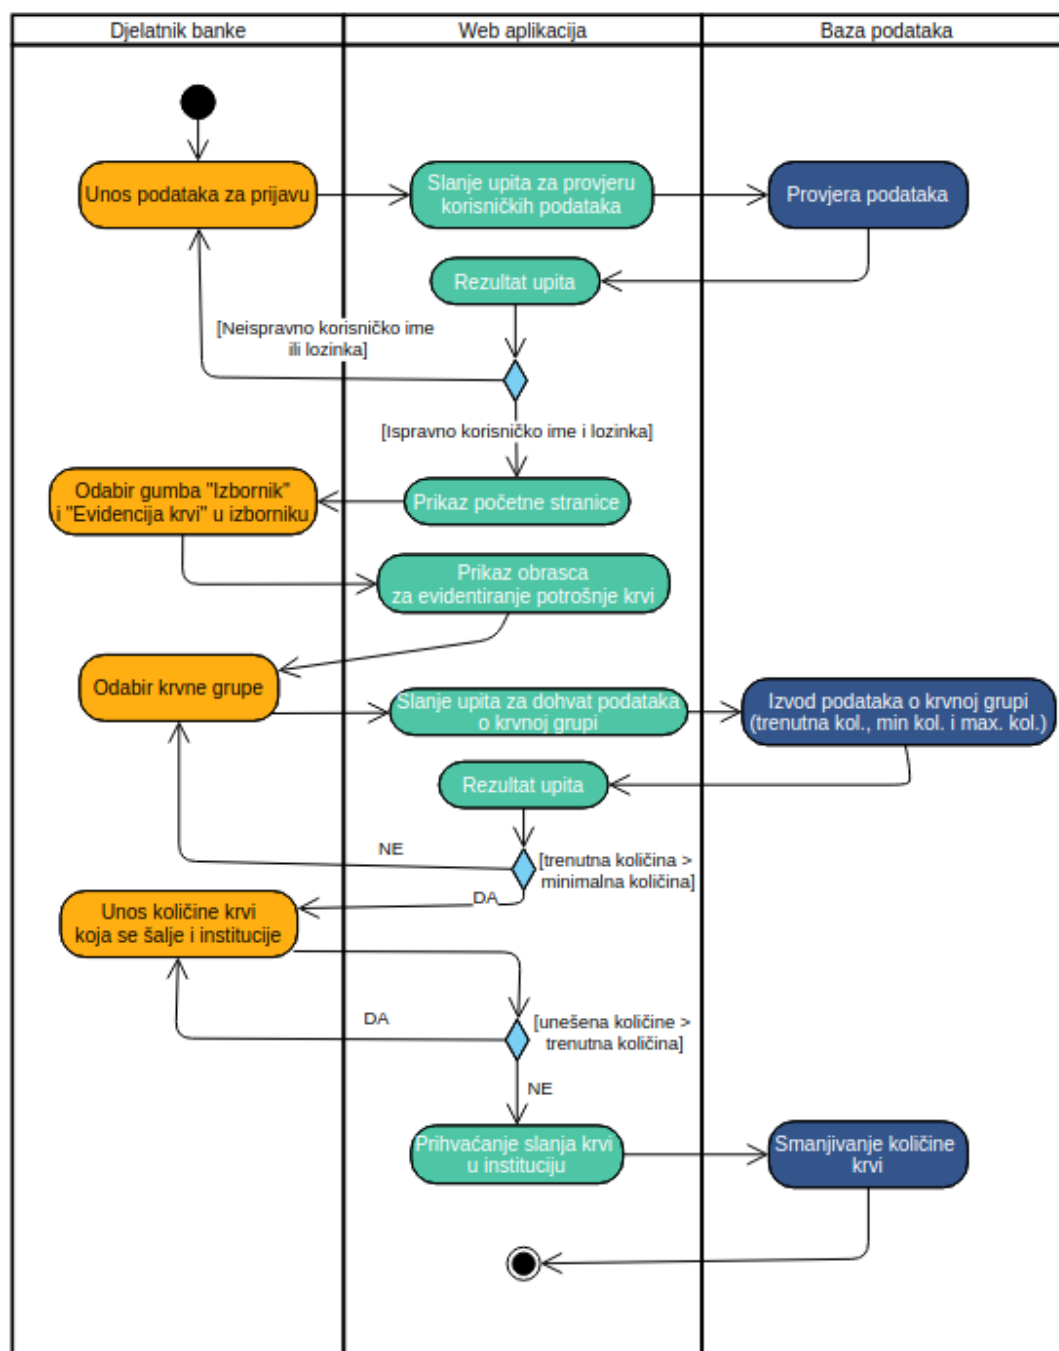 Djelatnik banke
Web aplikacija
Baza podataka
Unos podataka za prijavu
Slanje upita za provjeru
korisničkih podataka
Provjera podataka
Rezultat upita
[Neispravno korisničko ime
ili lozinka]
[Ispravno korisničko ime i lozinka]
Odabir gumba "Izbornik"
i "Evidencija krvi" u izborniku
Prikaz početne stranice
Prikaz obrasca
za evidentiranje potrošnje krvi
Odabir krvne grupe
Slanje upita za dohvat podataka
o krvnoj grupi
Izvod podataka o krvnoj grupi
(trenutna kol., min kol. i max. kol.)
Rezultat upita
NE
[trenutna količina >
minimalna količina]
DA
Unos količine krvi
koja se šalje i institucije
DA
[unešena količine >
trenutna količina]
NE
Prihvaćanje slanja krvi
u instituciju
Smanjivanje količine
krvi